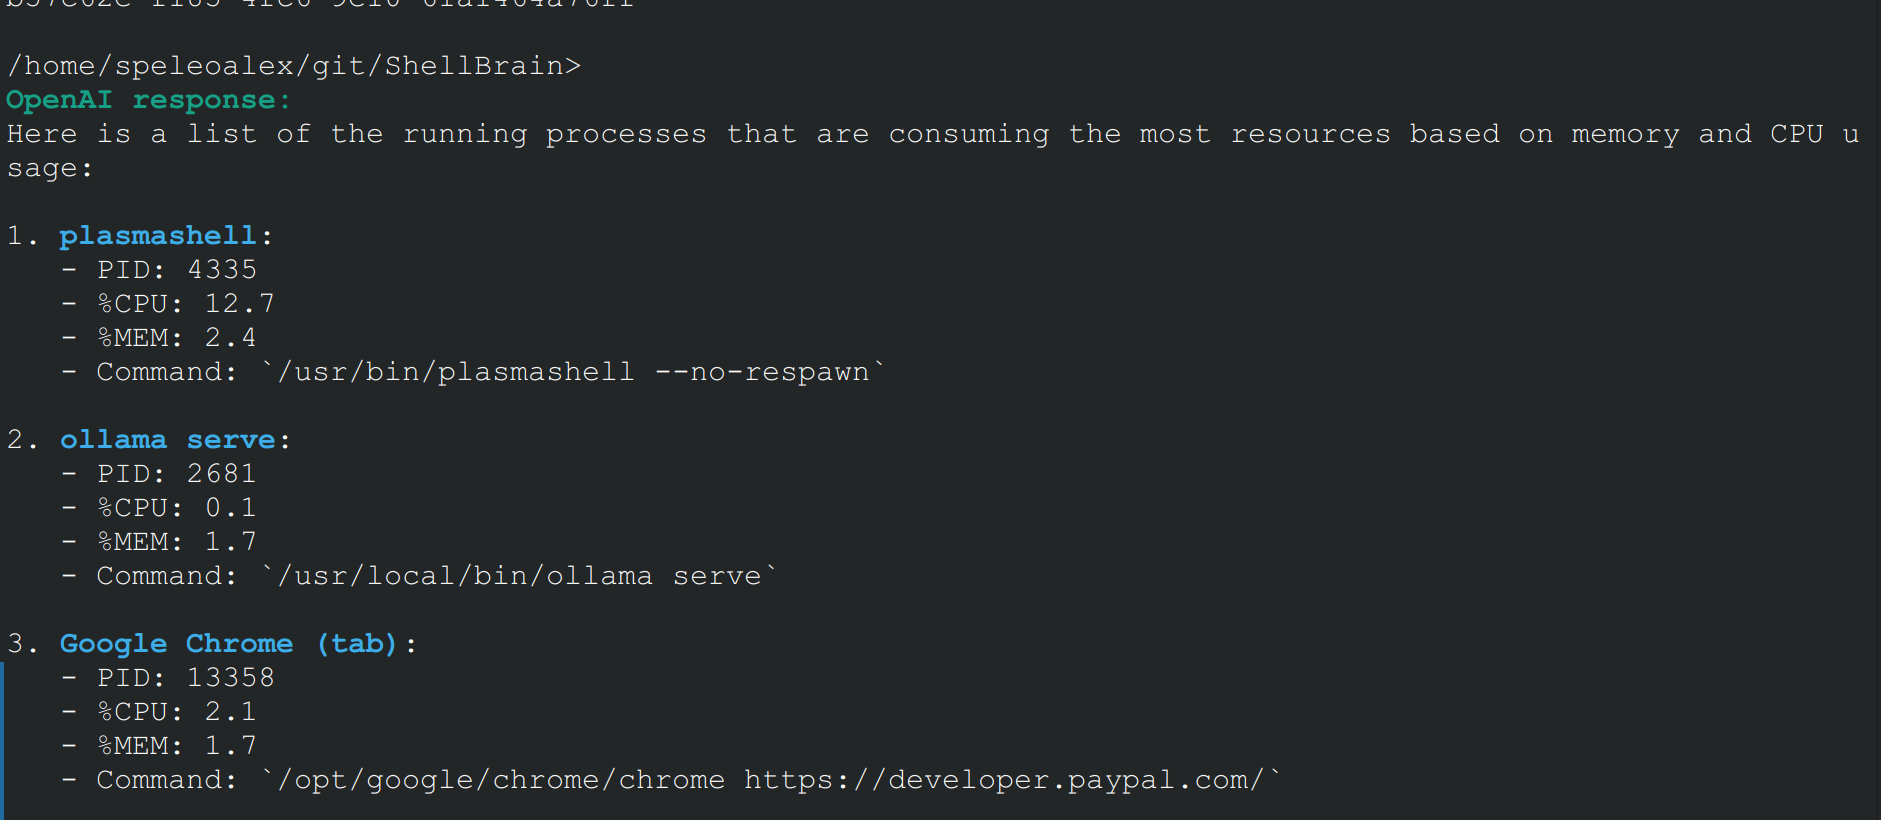 /home/speleoalex/git/ShellBrain>
OpenAI response:
Here is a list of the running processes that are consuming the most resources based on memory and CPU u
sage:
1. plasmashell:
- PID: 4335
- %CPU: 12.7
- %MEM: 2.4
- Command: `/usr/bin/plasmashell --no-respawn`
2. ollama serve:
- PID: 2681
- %CPU: 0.1
- %MEM: 1.7
- Command: `/usr/local/bin/ollama serve`
3. Google Chrome (tab):
- PID: 13358
- %CPU: 2.1
- %MEM: 1.7
- Command: `/opt/google/chrome/chrome https://developer.paypal.com/`